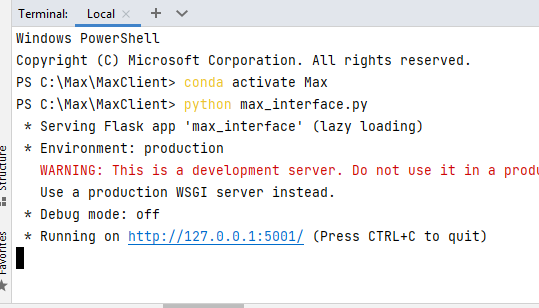 Terminal: Local × +
Windows PowerShell
Copyright (C) Microsoft Corporation. All rights reserved.
PS C:\Max\MaxClient> conda activate Max
PS C:\Max\MaxClient> python max_interface.py
* Serving Flask app 'max_interface' (lazy loading)
* Environment: production
WARNING: This is a development server. Do not use it in a produ
Use a production WSGI server instead.
* Debug mode: off
* Running on http://127.0.0.1:5001/ (Press CTRL+C to quit)
Structure
Favorites